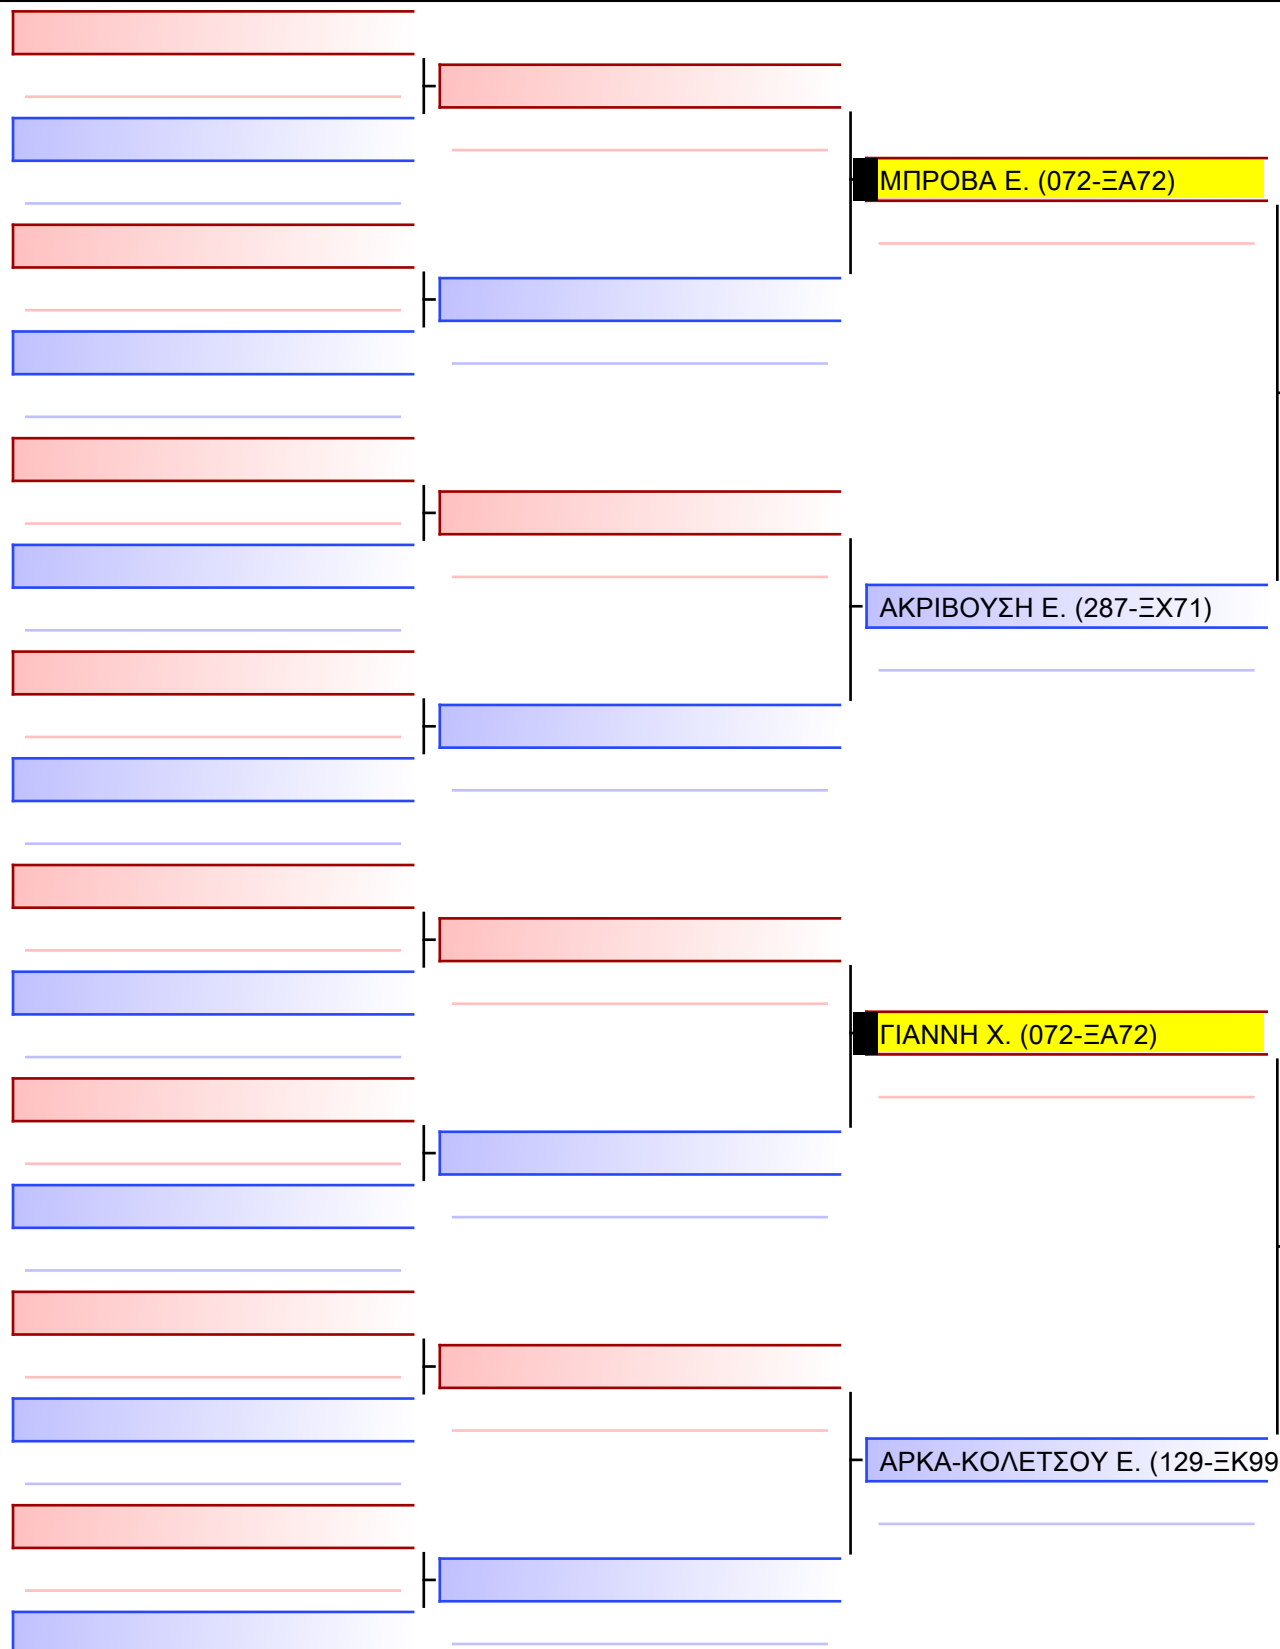 ΜΠΡΟΒΑ Ε. (072-ΞΑ72)
ΑΚΡΙΒΟΥΣΗ Ε. (287-ΞΧ71)
ΓΙΑΝΝΗ Χ. (072-ΞΑ72)
ΑΡΚΑ-ΚΟΛΕΤΣΟΥ Ε. (129-ΞΚ99